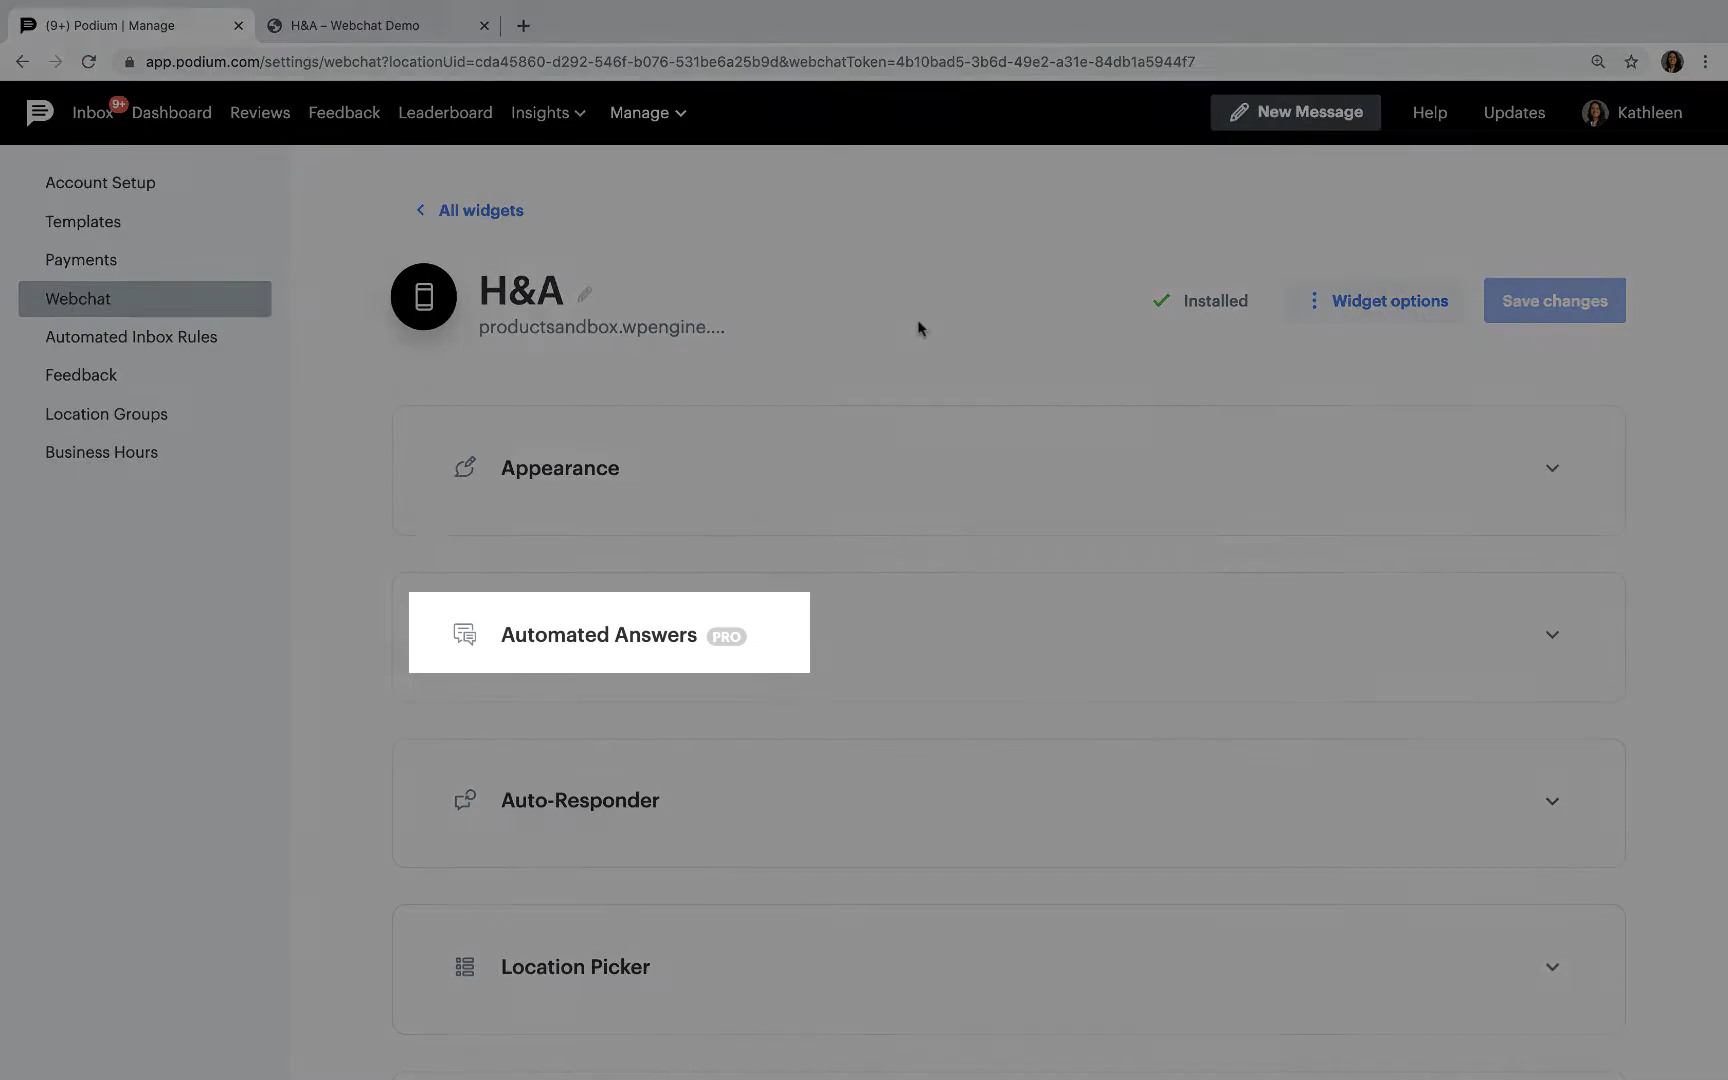 (9+) Podium | Manage
H&A – Webchat Demo
app.podium.com/settings/webchat?locationUid=cda45860-d292-546f-b076-531be6a25b9d&webchatToken=4b10bad5-3b6d-49e2-a31e-84db1a5944f7
Inbox 9+ Dashboard Reviews Feedback Leaderboard Insights Manage New Message Help Updates Kathleen
Account Setup
Templates
Payments
Webchat
Automated Inbox Rules
Feedback
Location Groups
Business Hours
All widgets
H&A
productsandbox.wpengine....
Installed
Widget options
Save changes
Appearance
Automated Answers PRO
Auto-Responder
Location Picker